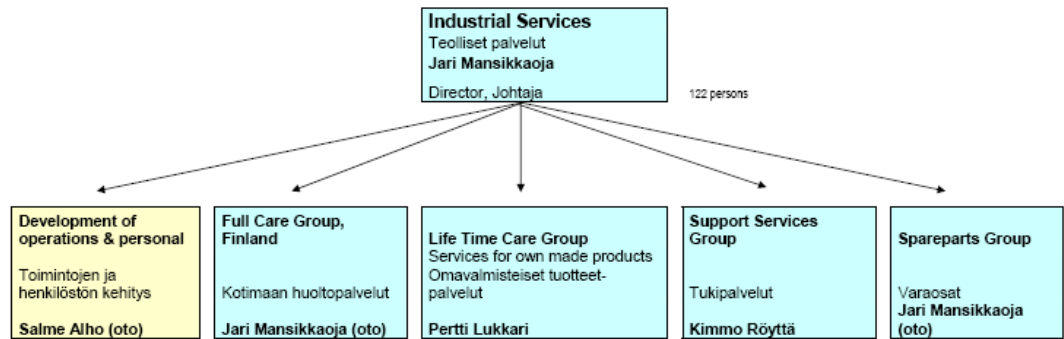 Industrial Services
Teolliset palvelut
Jari Mansikkaoja
Director, Johtaja
122 persons
Development of
operations & personal
Toimintojen ja
henkilöstön kehitys
Salme Alho (oto)
Full Care Group,
Finland
Kotimaan huoltopalvelut
Jari Mansikkaoja (oto)
Life Time Care Group
Services for own made products
Omavalmisteiset tuotteet-
palvelut
Pertti Lukkari
Support Services
Group
Tukipalvelut
Kimmo Röyttä
Spareparts Group
Varaosat
Jari Mansikkaoja
(oto)